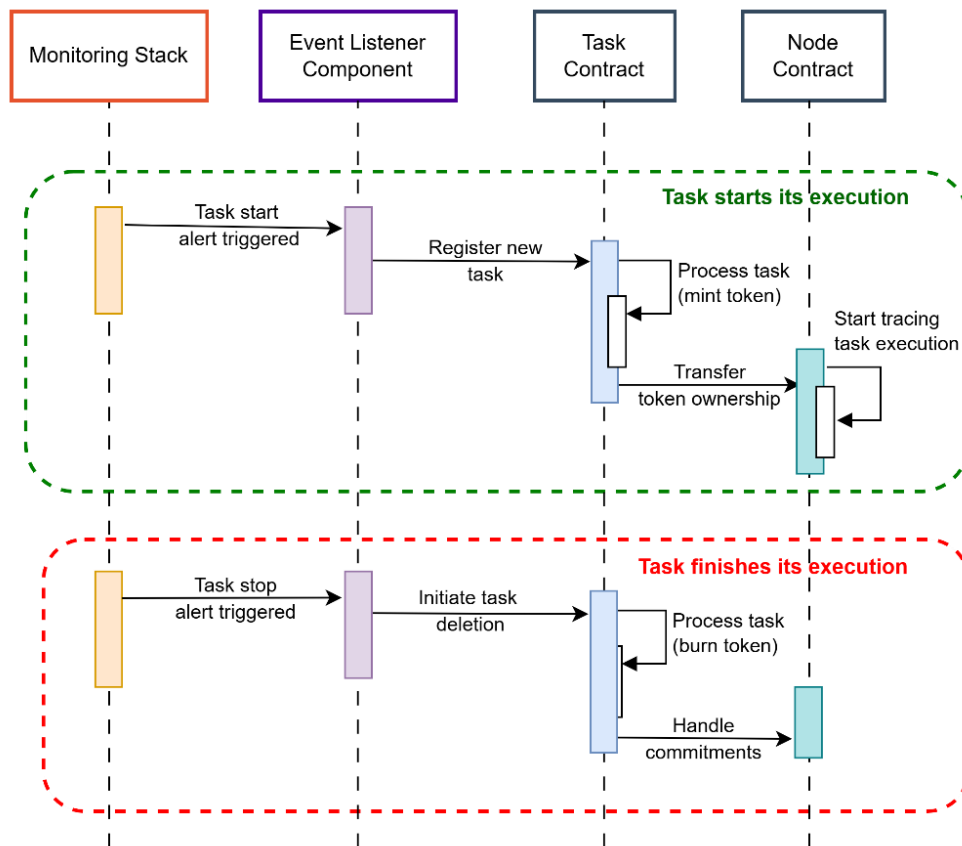 Monitoring Stack
Event Listener
Component
Task
Contract
Node
Contract
Task starts its execution
Task start
alert triggered
Register new
task
Process task
(mint token)
Start tracing
task execution
Transfer
token ownership
Task finishes its execution
Task stop
alert triggered
Initiate task
deletion
Process task
(burn token)
Handle
commitments